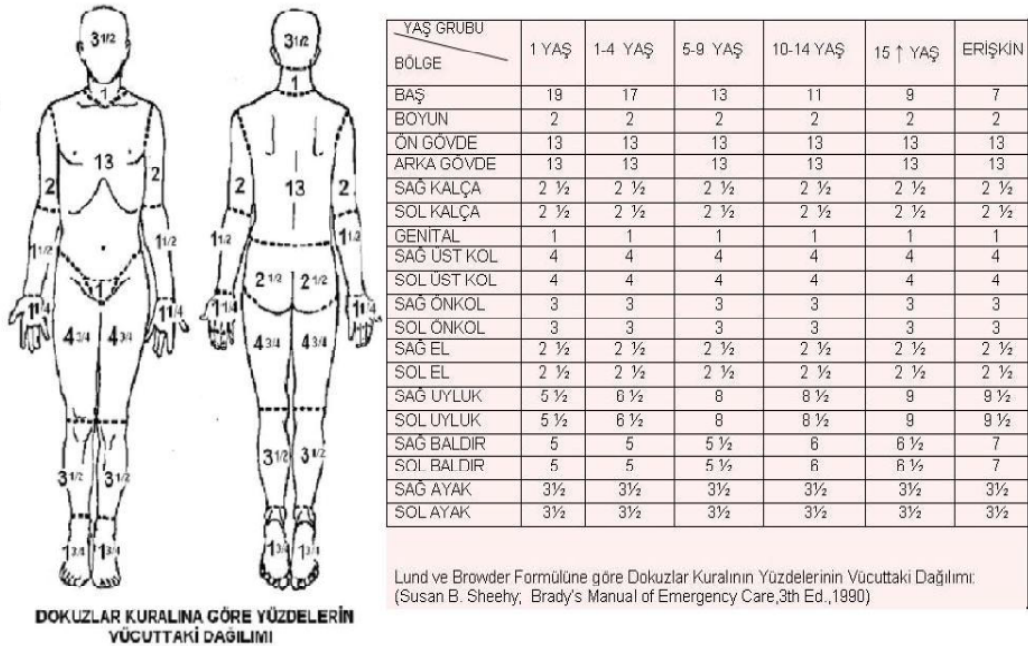 3 1/2
1
13
2
2
1 1/2
1 1/2
1
1 1/4
1 1/4
4 3/4
4 3/4
3 1/2
3 1/2
1 3/4
1 3/4
3 1/2
1
2
13
2
1 1/2
1 1/2
2 1/2
2 1/2
1 1/4
1 1/4
4 3/4
4 3/4
3 1/2
3 1/2
1 3/4
1 3/4
DOKUZLAR KURALINA GÖRE YÜZDELERİN
VÜCUTTAKİ DAĞILIMI
YAŞ GRUBU
BÖLGE 1 YAŞ 1-4 YAŞ 5-9 YAŞ 10-14 YAŞ 15 ↑ YAŞ ERİŞKİN
BAŞ 19 17 13 11 9 7
BOYUN 2 2 2 2 2 2
ÖN GÖVDE 13 13 13 13 13 13
ARKA GÖVDE 13 13 13 13 13 13
SAĞ KALÇA 2 ½ 2 ½ 2 ½ 2 ½ 2 ½ 2 ½
SOL KALÇA 2 ½ 2 ½ 2 ½ 2 ½ 2 ½ 2 ½
GENİTAL 1 1 1 1 1 1
SAĞ ÜST KOL 4 4 4 4 4 4
SOL ÜST KOL 4 4 4 4 4 4
SAĞ ÖNKOL 3 3 3 3 3 3
SOL ÖNKOL 3 3 3 3 3 3
SAĞ EL 2 ½ 2 ½ 2 ½ 2 ½ 2 ½ 2 ½
SOL EL 2 ½ 2 ½ 2 ½ 2 ½ 2 ½ 2 ½
SAĞ UYLUK 5 ½ 6 ½ 8 8 ½ 9 9 ½
SOL UYLUK 5 ½ 6 ½ 8 8 ½ 9 9 ½
SAĞ BALDIR 5 5 5 ½ 6 6 ½ 7
SOL BALDIR 5 5 5 ½ 6 6 ½ 7
SAĞ AYAK 3½ 3½ 3½ 3½ 3½ 3½
SOL AYAK 3½ 3½ 3½ 3½ 3½ 3½
Lund ve Browder Formülüne göre Dokuzlar Kuralının Yüzdelerinin Vücuttaki Dağılımı:
(Susan B. Sheehy; Brady's Manual of Emergency Care,3th Ed.,1990)